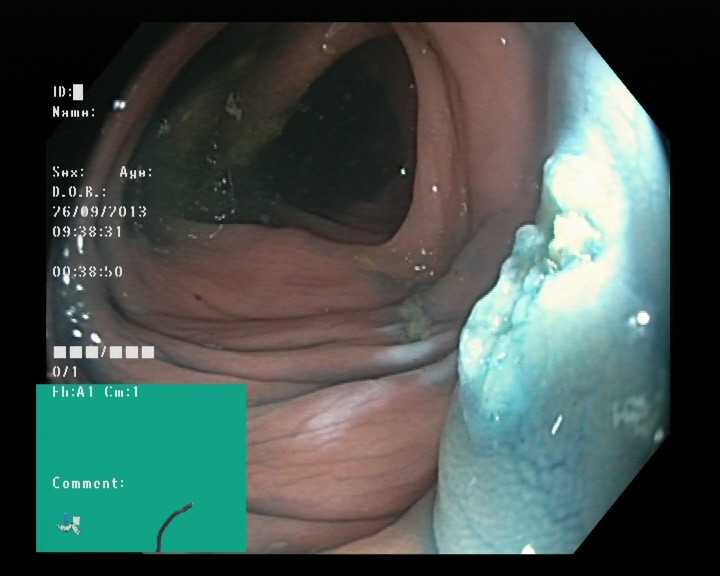 ID:
Name:
Sex: Age:
D.O.B.:
26/09/2013
09:38:31
00:38:50
■■■/■■■
0/1
Eh:A1 Cm:1
Comment: